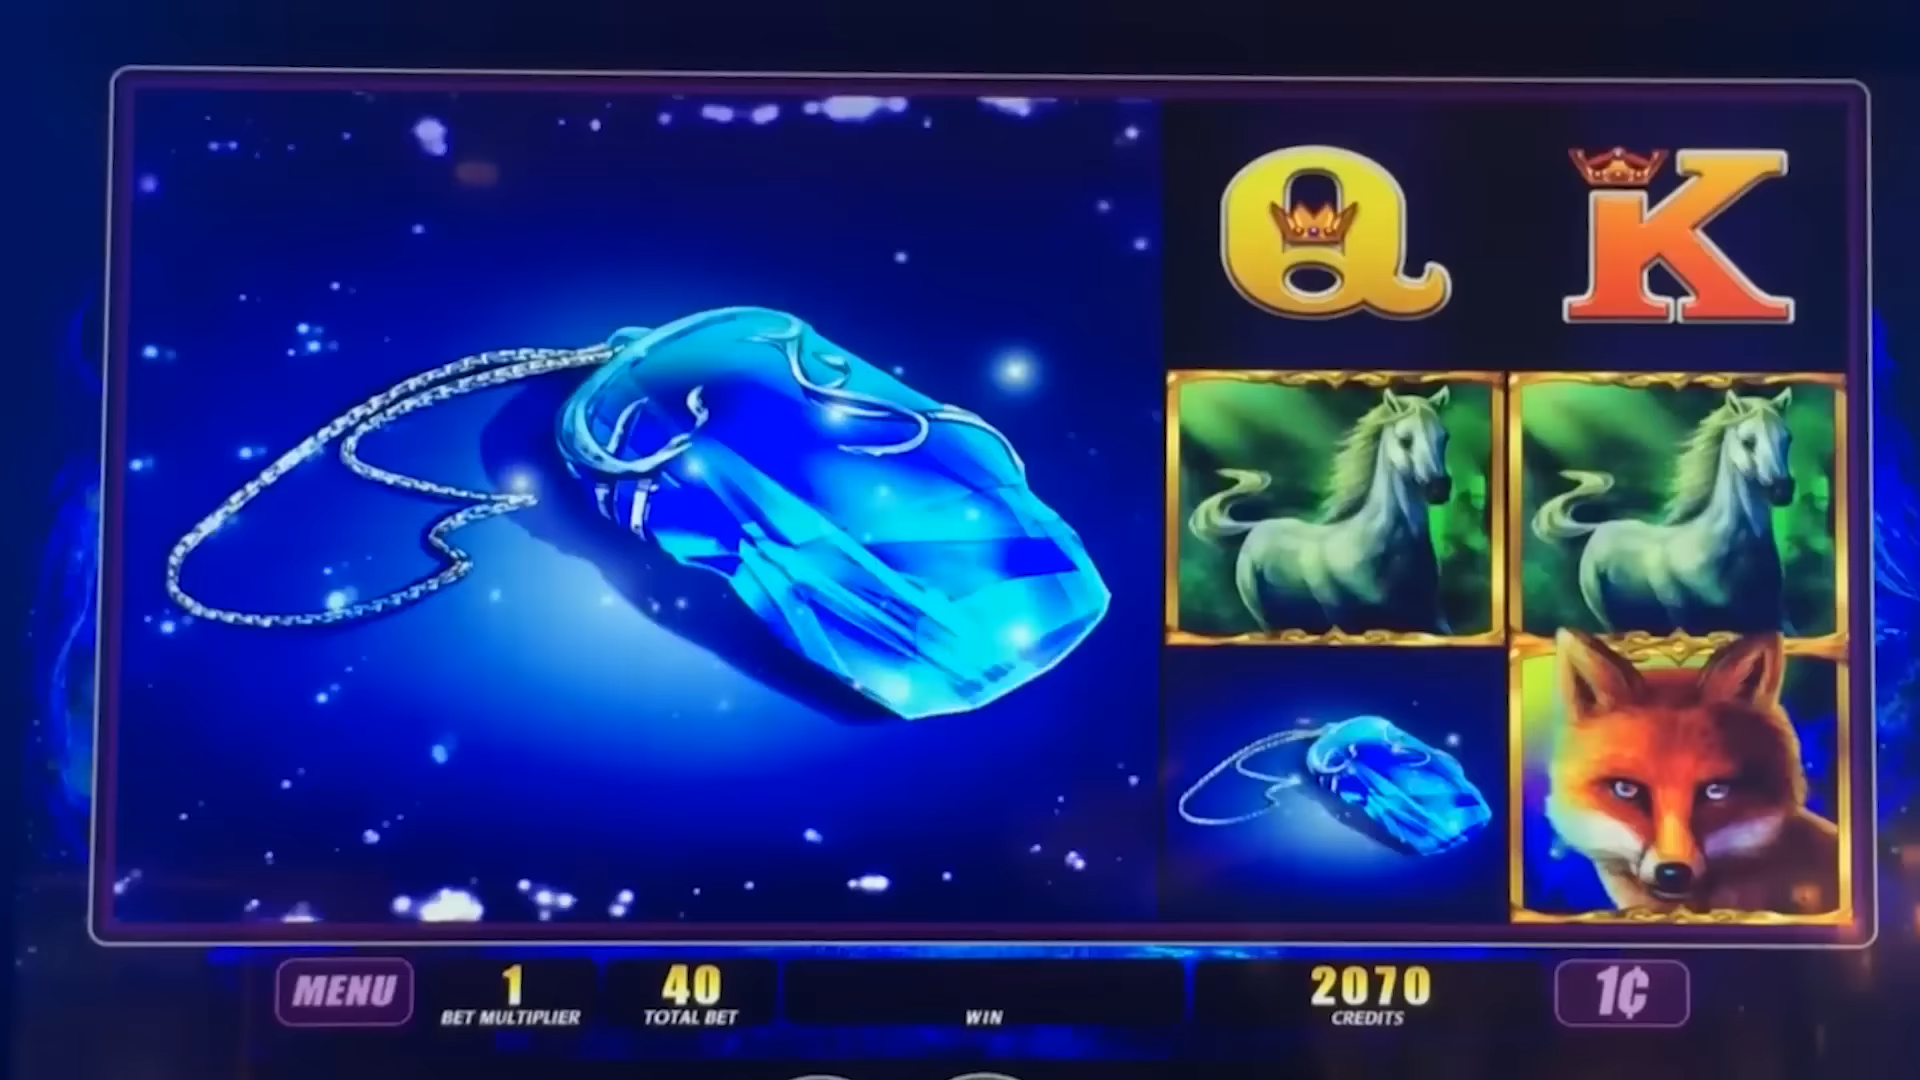 Q K
MENU 1 40 2070 1¢
BET MULTIPLIER TOTAL BET WIN CREDITS